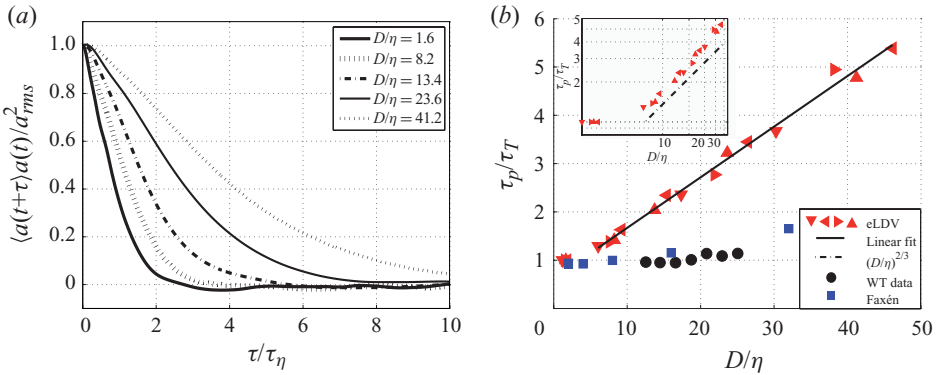 (a)
1.0
0.8
0.6
0.4
0.2
0
⟨a(t+τ⟩a(t)/a²rms
0 2 4 6 8 10
τ/τη
D/η = 1.6
D/η = 8.2
D/η = 13.4
D/η = 23.6
D/η = 41.2
(b)
6
5
4
3
2
1
0
τp/τT
0 10 20 30 40 50
D/η
5
4
3
2
1
τp/τT
10 20 30
D/η
eLDV
Linear fit
(D/η)^2/3
WT data
Faxén